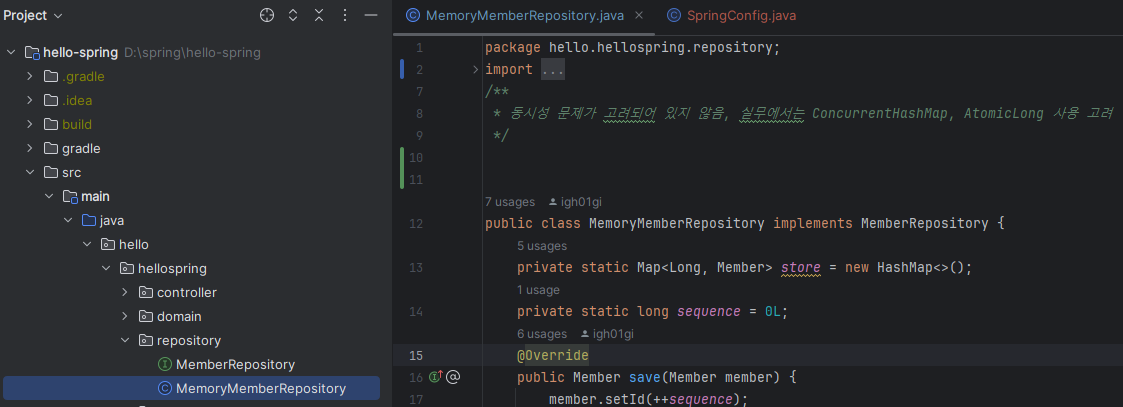 Project
hello-spring D:\spring\hello-spring
.gradle
.idea
build
gradle
src
main
java
hello
hellospring
controller
domain
repository
MemberRepository
MemoryMemberRepository
MemoryMemberRepository.java
SpringConfig.java
1 package hello.hellospring.repository;
2 import ...
7 /**
8 * 동시성 문제가 고려되어 있지 않음, 실무에서는 ConcurrentHashMap, AtomicLong 사용 고려
9 */
10
11
7 usages igh01gi
12 public class MemoryMemberRepository implements MemberRepository {
5 usages
13 private static Map<Long, Member> store = new HashMap<>();
1 usage
14 private static long sequence = 0L;
6 usages igh01gi
15 @Override
16 public Member save(Member member) {
17 member.setId(++sequence);